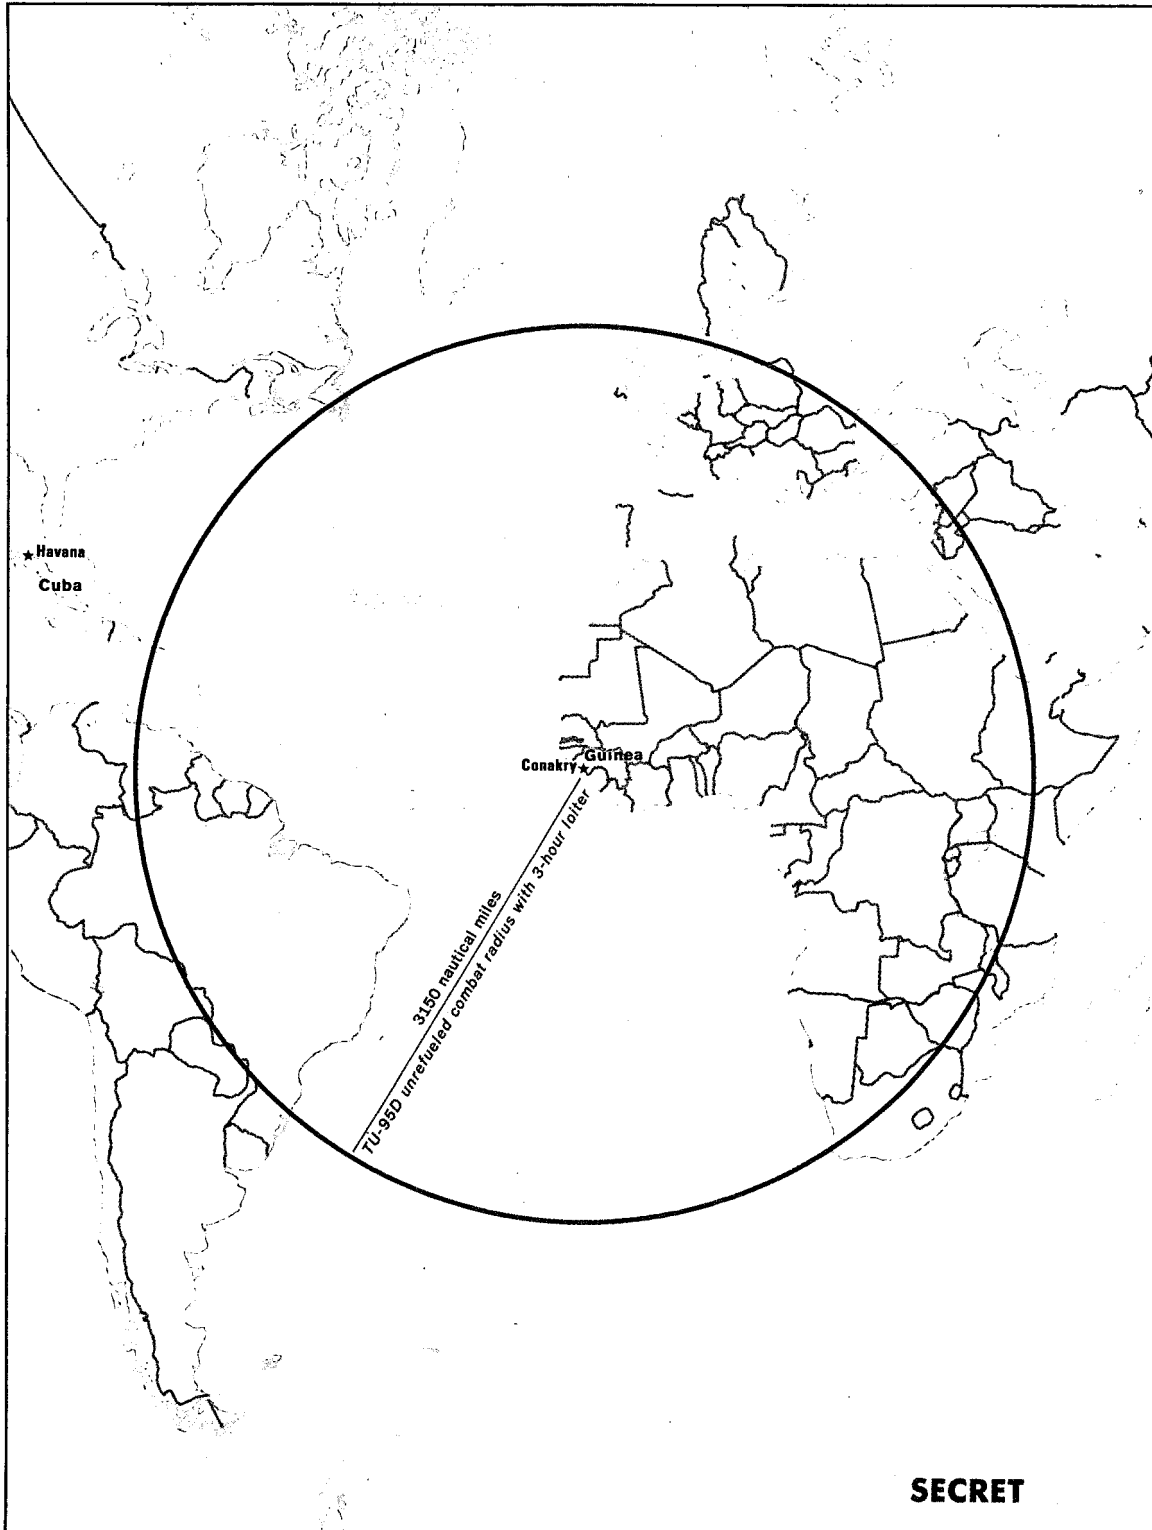 Havana
Cuba
Guinea
Conakry
3150 nautical miles
TU-95D unrefueled combat radius with 3-hour loiter
SECRET